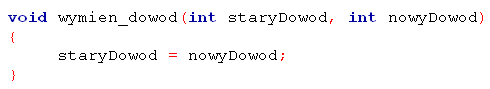 void wymien_dowod(int staryDowod, int nowyDowod)
{
staryDowod = nowyDowod;
}